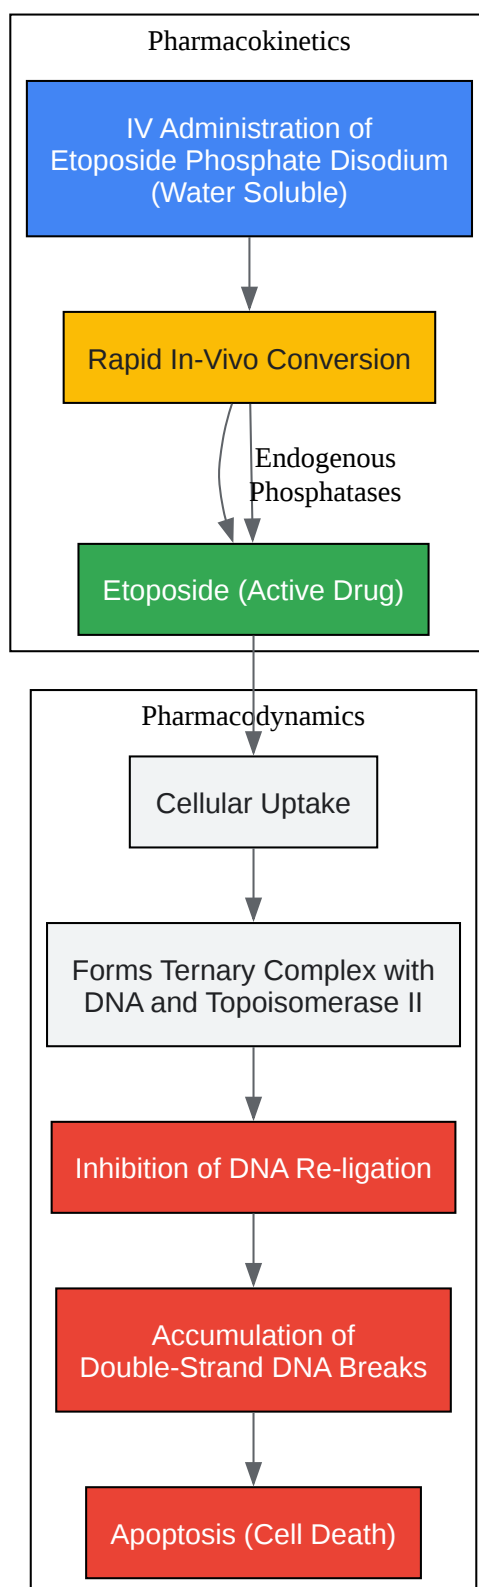 Pharmacokinetics
IV Administration of
Etoposide Phosphate Disodium
(Water Soluble)
Rapid In-Vivo Conversion
Endogenous
Phosphatases
Etoposide (Active Drug)
Pharmacodynamics
Cellular Uptake
Forms Ternary Complex with
DNA and Topoisomerase II
Inhibition of DNA Re-ligation
Accumulation of
Double-Strand DNA Breaks
Apoptosis (Cell Death)